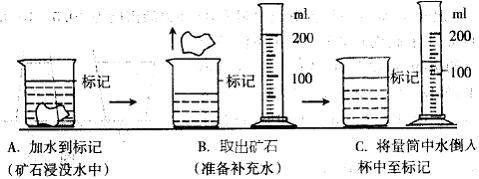 ml
200
100
标记
标记
ml
200
100
标记
A. 加水到标记
(矿石浸没水中)
B. 取出矿石
(准备补充水)
C. 将量筒中水倒入
杯中至标记